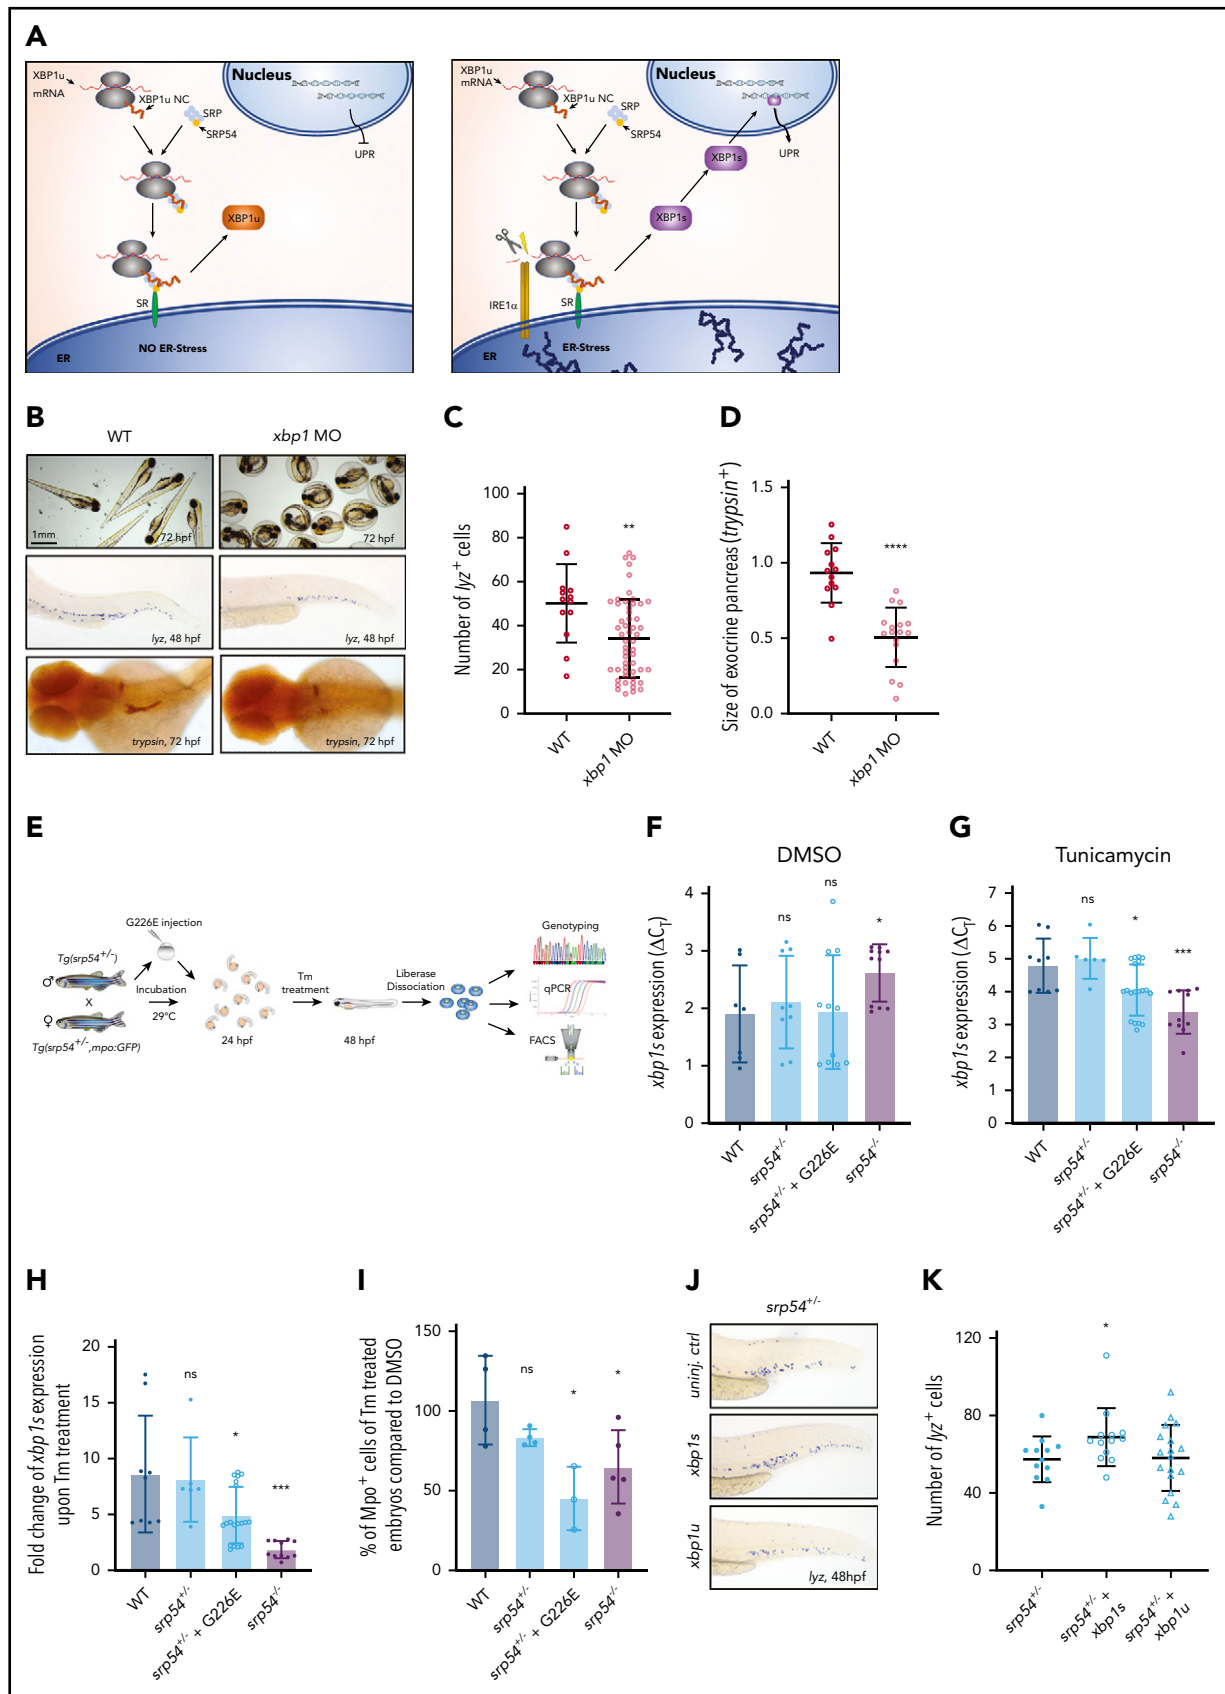 A
XBP1u
mRNA
XBP1u NC
SRP
SRP54
Nucleus
UPR
XBP1u
SR
NO ER-Stress
ER
XBP1u
mRNA
XBP1u NC
SRP
SRP54
Nucleus
UPR
XBP1s
XBP1s
IRE1α
SR
ER-Stress
ER
B
WT
xbp1 MO
1mm
72 hpf
72 hpf
lyz, 48 hpf
lyz, 48 hpf
trypsin, 72 hpf
trypsin, 72 hpf
C
Number of lyz+ cells
100
80
60
40
20
0
**
WT
xbp1 MO
D
Size of exocrine pancreas (trypsin+)
1.5
1.0
0.5
0.0
****
WT
xbp1 MO
E
G226E injection
Tg(srp54+/-)
♂
X
♀
Tg(srp54+/-,mpo:GFP)
Incubation
29°C
24 hpf
Tm
treatment
48 hpf
Liberase
Dissociation
Genotyping
qPCR
FACS
F
DMSO
xbp1s expression (ΔCT)
4
3
2
1
0
ns
ns
*
WT
srp54+/-
srp54+/- + G226E
srp54-/-
G
Tunicamycin
xbp1s expression (ΔCT)
7
6
5
4
3
2
1
0
ns
*
***
WT
srp54+/-
srp54+/- + G226E
srp54-/-
H
Fold change of xbp1s expression
upon Tm treatment
20
15
10
5
0
ns
*
***
WT
srp54+/-
srp54+/- + G226E
srp54-/-
I
% of Mpo+ cells of Tm treated
embryos compared to DMSO
150
100
50
0
ns
*
*
WT
srp54+/-
srp54+/- + G226E
srp54-/-
J
srp54+/-
uninj. ctrl
xbp1s
xbp1u
lyz, 48hpf
K
Number of lyz+ cells
120
80
40
0
*
srp54+/-
srp54+/- +
xbp1s
srp54+/- +
xbp1u